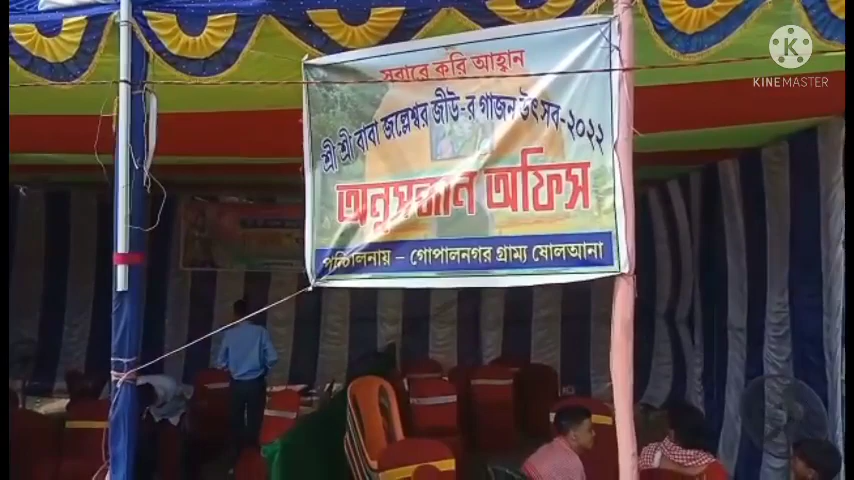 সবারে করি আহ্বান
শ্রী শ্রী বাবা জল্লেশ্বর জীউ-র গাজন উৎসব-২০২২
অনুসন্ধান অফিস
পরিচালনায় – গোপালনগর গ্রাম্য ষোলআনা
KINEMASTER